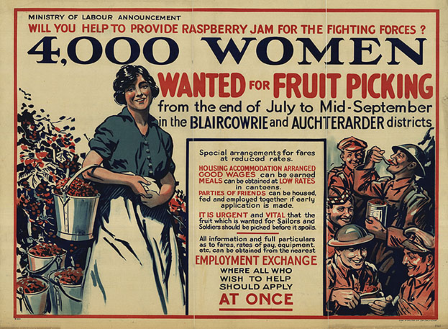 MINISTRY OF LABOUR ANNOUNCEMENT
WILL YOU HELP TO PROVIDE RASPBERRY JAM FOR THE FIGHTING FORCES ?
4,000 WOMEN
WANTED FOR FRUIT PICKING
from the end of July to Mid-September
in the BLAIRGOWRIE and AUCHTERARDER districts
Special arrangements for fares
at reduced rates.
HOUSING ACCOMMODATION ARRANGED
GOOD WAGES can be earned
MEALS can be obtained at LOW RATES
in canteens.
PARTIES OF FRIENDS can be housed,
fed and employed together if early
application is made.
IT IS URGENT and VITAL that the
fruit which is wanted for Sailors and
Soldiers should be picked before it spoils.
All information and full particulars
as to fares, rates of pay, equipment,
etc. can be obtained from the nearest
EMPLOYMENT EXCHANGE
WHERE ALL WHO
WISH TO HELP
SHOULD APPLY
AT ONCE